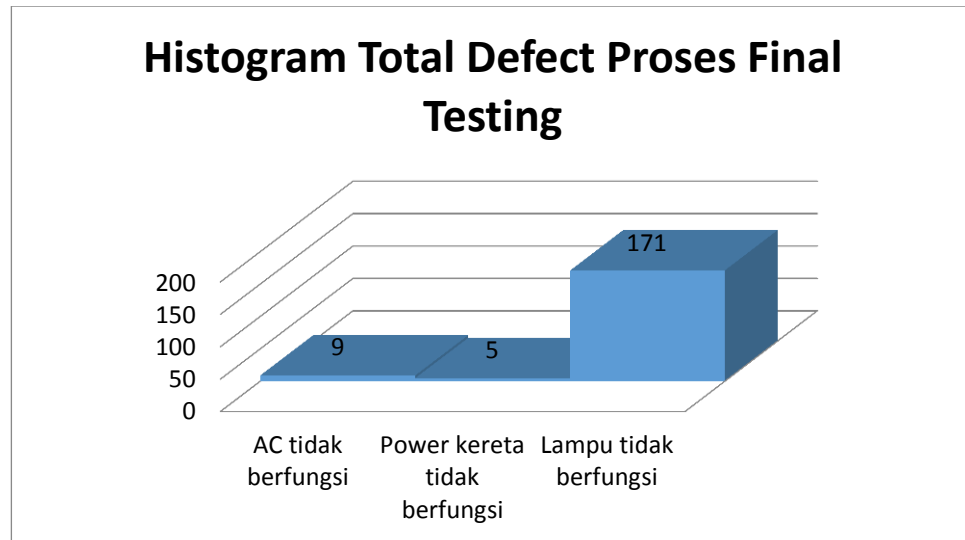 Histogram Total Defect Proses Final
Testing
200
150
100
50
0
9
5
171
AC tidak
berfungsi
Power kereta
tidak
berfungsi
Lampu tidak
berfungsi